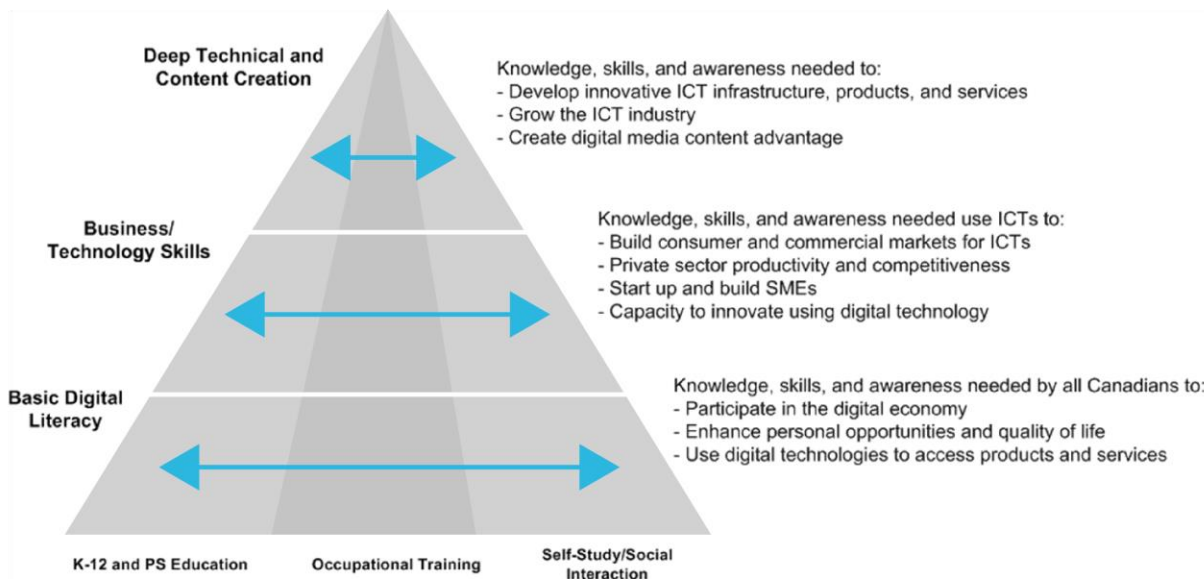 Deep Technical and
Content Creation
Knowledge, skills, and awareness needed to:
- Develop innovative ICT infrastructure, products, and services
- Grow the ICT industry
- Create digital media content advantage
Business/
Technology Skills
Knowledge, skills, and awareness needed use ICTs to:
- Build consumer and commercial markets for ICTs
- Private sector productivity and competitiveness
- Start up and build SMEs
- Capacity to innovate using digital technology
Basic Digital
Literacy
Knowledge, skills, and awareness needed by all Canadians to:
- Participate in the digital economy
- Enhance personal opportunities and quality of life
- Use digital technologies to access products and services
K-12 and PS Education
Occupational Training
Self-Study/Social
Interaction